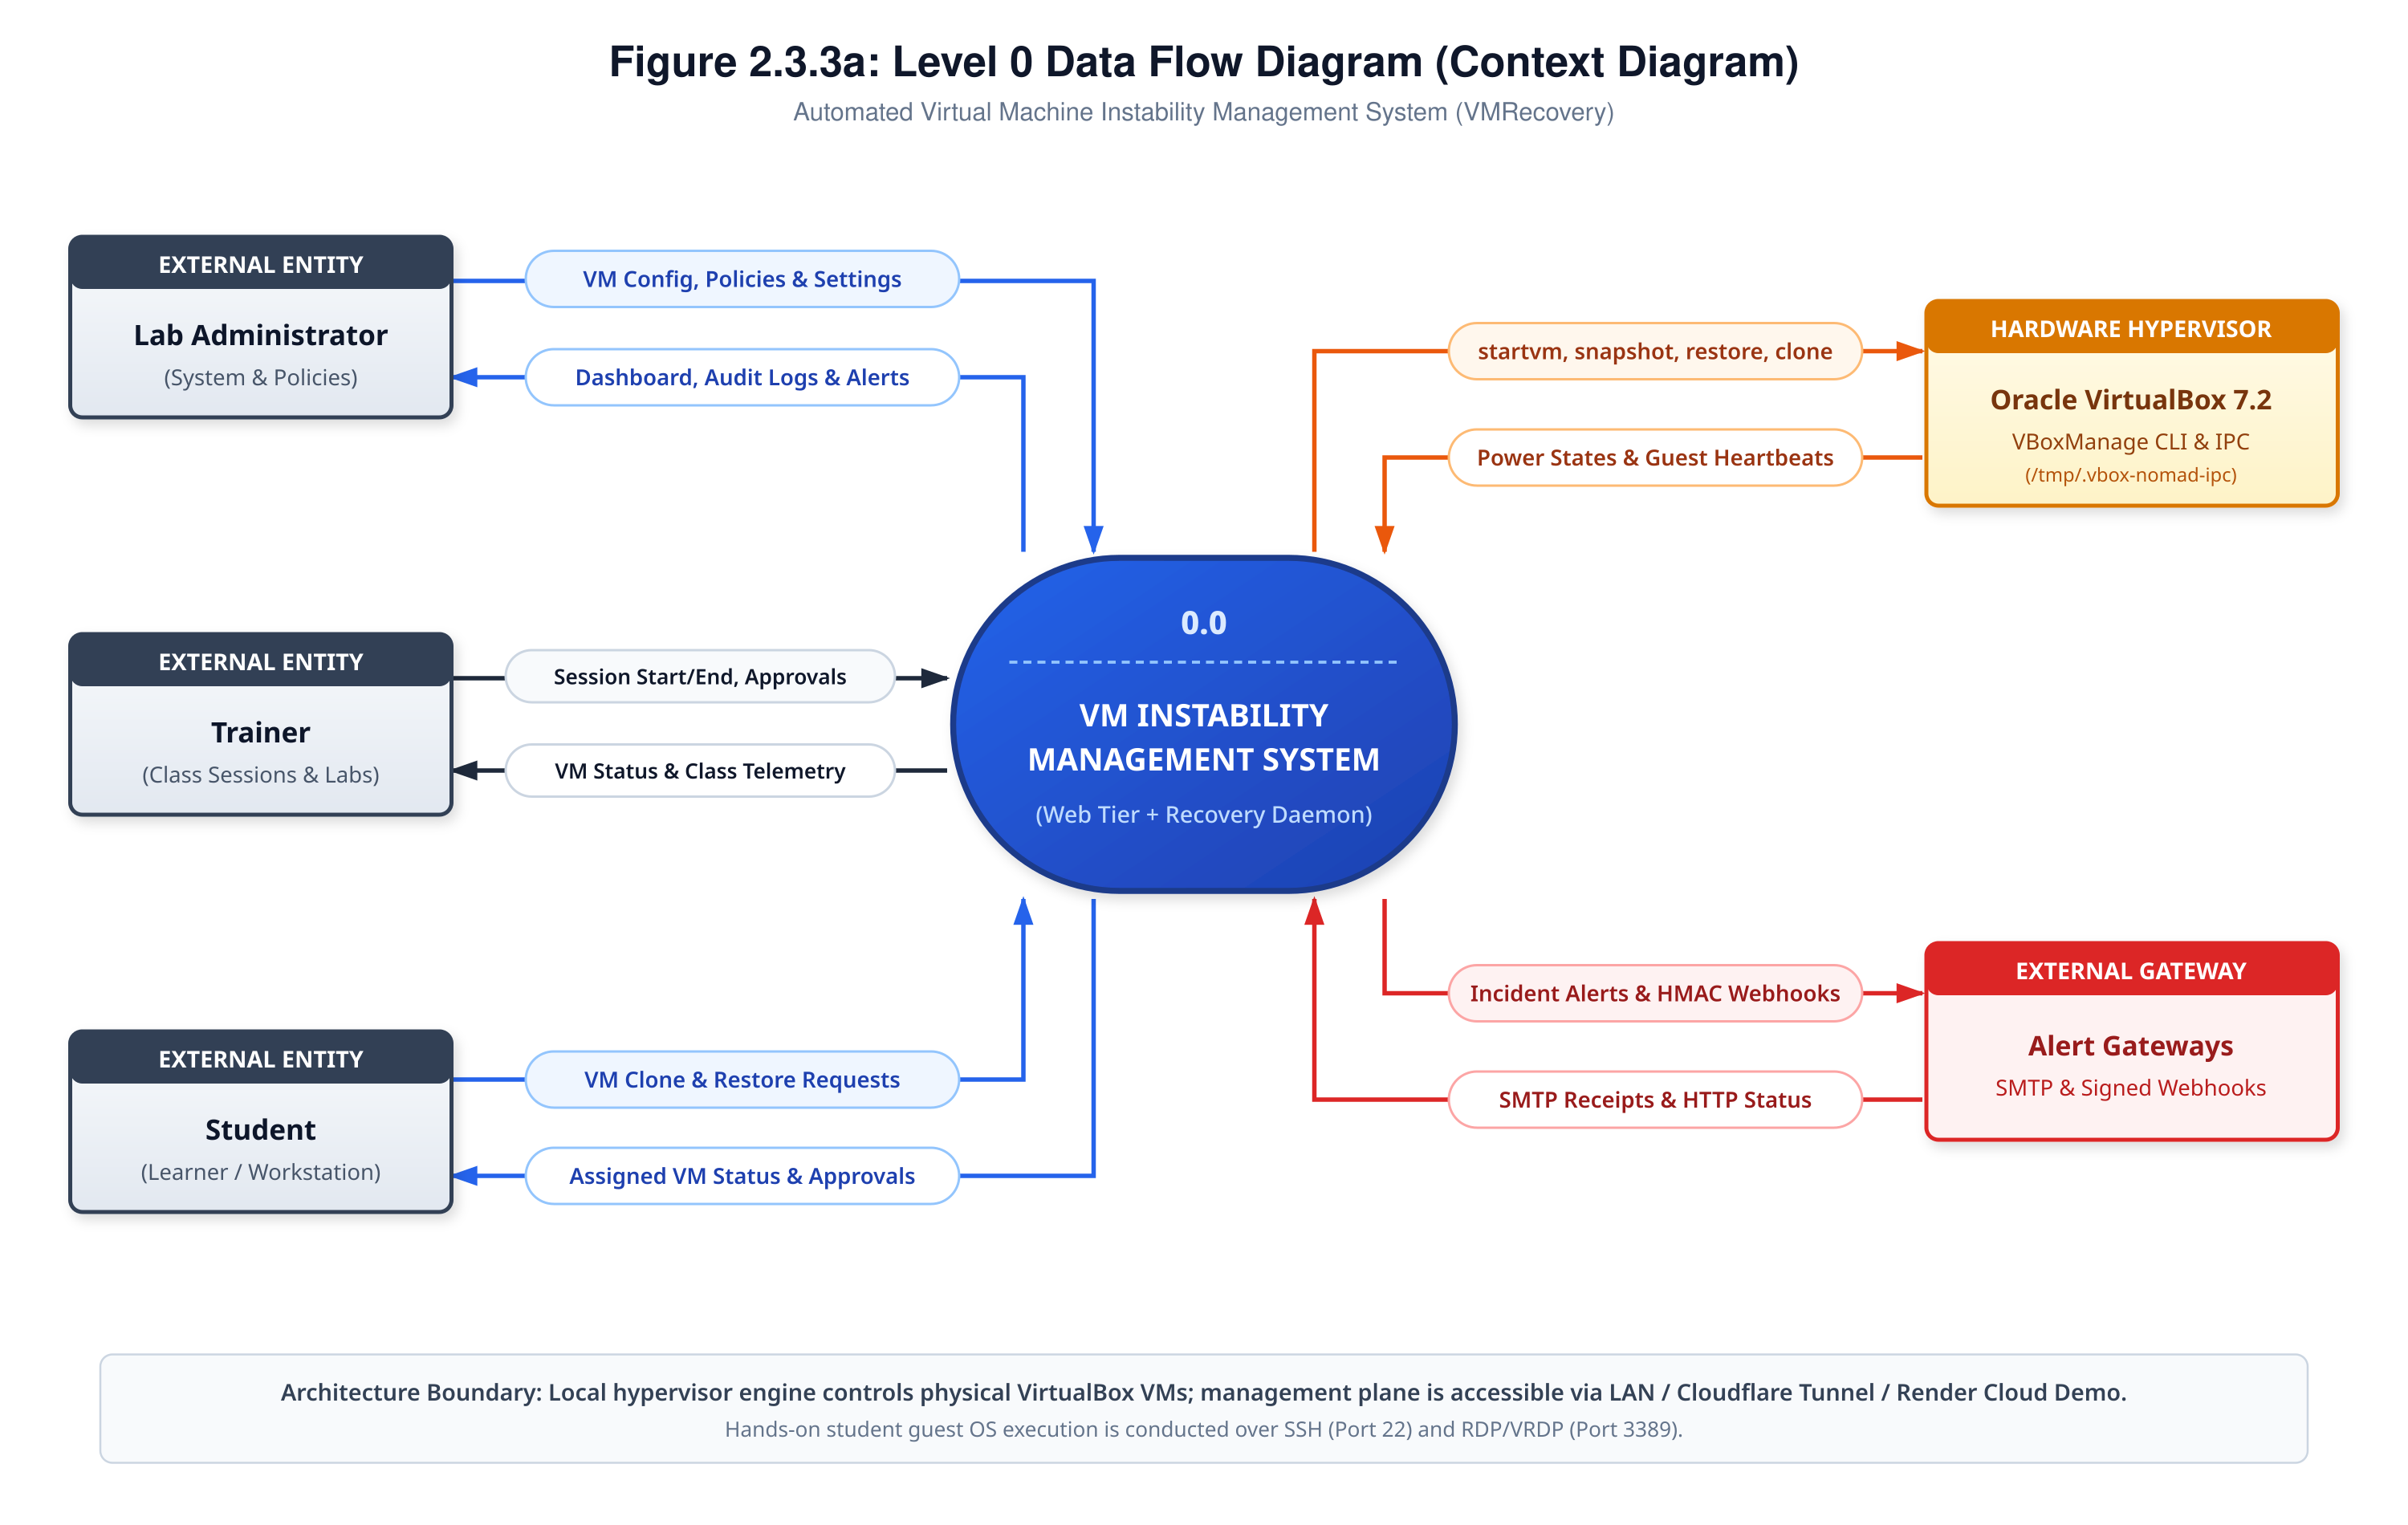 Figure 2.3.3a: Level 0 Data Flow Diagram (Context Diagram)
Automated Virtual Machine Instability Management System (VMRecovery)
EXTERNAL ENTITY
Lab Administrator
(System & Policies)
VM Config, Policies & Settings
Dashboard, Audit Logs & Alerts
startvm, snapshot, restore, clone
Power States & Guest Heartbeats
HARDWARE HYPERVISOR
Oracle VirtualBox 7.2
VBoxManage CLI & IPC
(/tmp/.vbox-nomad-ipc)
EXTERNAL ENTITY
Trainer
(Class Sessions & Labs)
Session Start/End, Approvals
VM Status & Class Telemetry
0.0
VM INSTABILITY
MANAGEMENT SYSTEM
(Web Tier + Recovery Daemon)
EXTERNAL ENTITY
Student
(Learner / Workstation)
VM Clone & Restore Requests
Assigned VM Status & Approvals
Incident Alerts & HMAC Webhooks
SMTP Receipts & HTTP Status
EXTERNAL GATEWAY
Alert Gateways
SMTP & Signed Webhooks
Architecture Boundary: Local hypervisor engine controls physical VirtualBox VMs; management plane is accessible via LAN / Cloudflare Tunnel / Render Cloud Demo.
Hands-on student guest OS execution is conducted over SSH (Port 22) and RDP/VRDP (Port 3389).